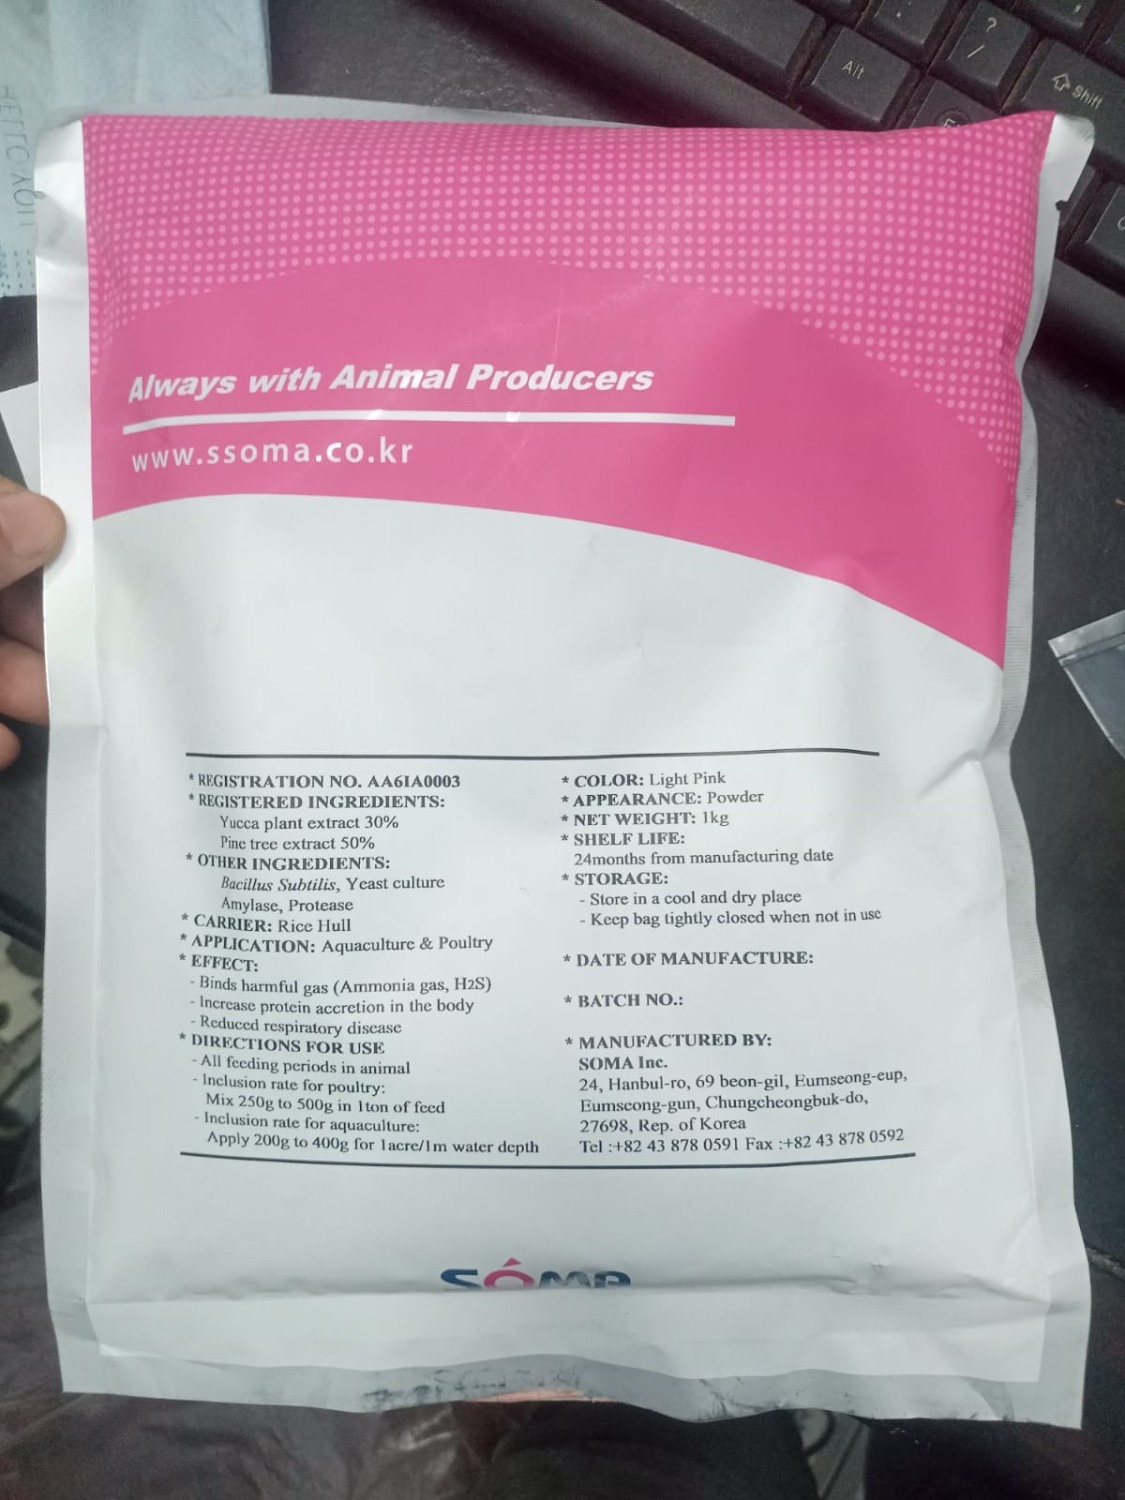 Always with Animal Producers
www.ssoma.co.kr
* REGISTRATION NO. AA6IA0003
* REGISTERED INGREDIENTS:
Yucca plant extract 30%
Pine tree extract 50%
* OTHER INGREDIENTS:
Bacillus Subtilis, Yeast culture
Amylase, Protease
* CARRIER: Rice Hull
* APPLICATION: Aquaculture & Poultry
* EFFECT:
- Binds harmful gas (Ammonia gas, H2S)
- Increase protein accretion in the body
- Reduced respiratory disease
* DIRECTIONS FOR USE
- All feeding periods in animal
- Inclusion rate for poultry:
Mix 250g to 500g in 1ton of feed
- Inclusion rate for aquaculture:
Apply 200g to 400g for 1acre/1m water depth
* COLOR: Light Pink
* APPEARANCE: Powder
* NET WEIGHT: 1kg
* SHELF LIFE:
24months from manufacturing date
* STORAGE:
- Store in a cool and dry place
- Keep bag tightly closed when not in use
* DATE OF MANUFACTURE:
* BATCH NO.:
* MANUFACTURED BY:
SOMA Inc.
24, Hanbul-ro, 69 beon-gil, Eumseong-eup,
Eumseong-gun, Chungcheongbuk-do,
27698, Rep. of Korea
Tel :+82 43 878 0591 Fax :+82 43 878 0592
SOMA
Alt
?
/
Shift